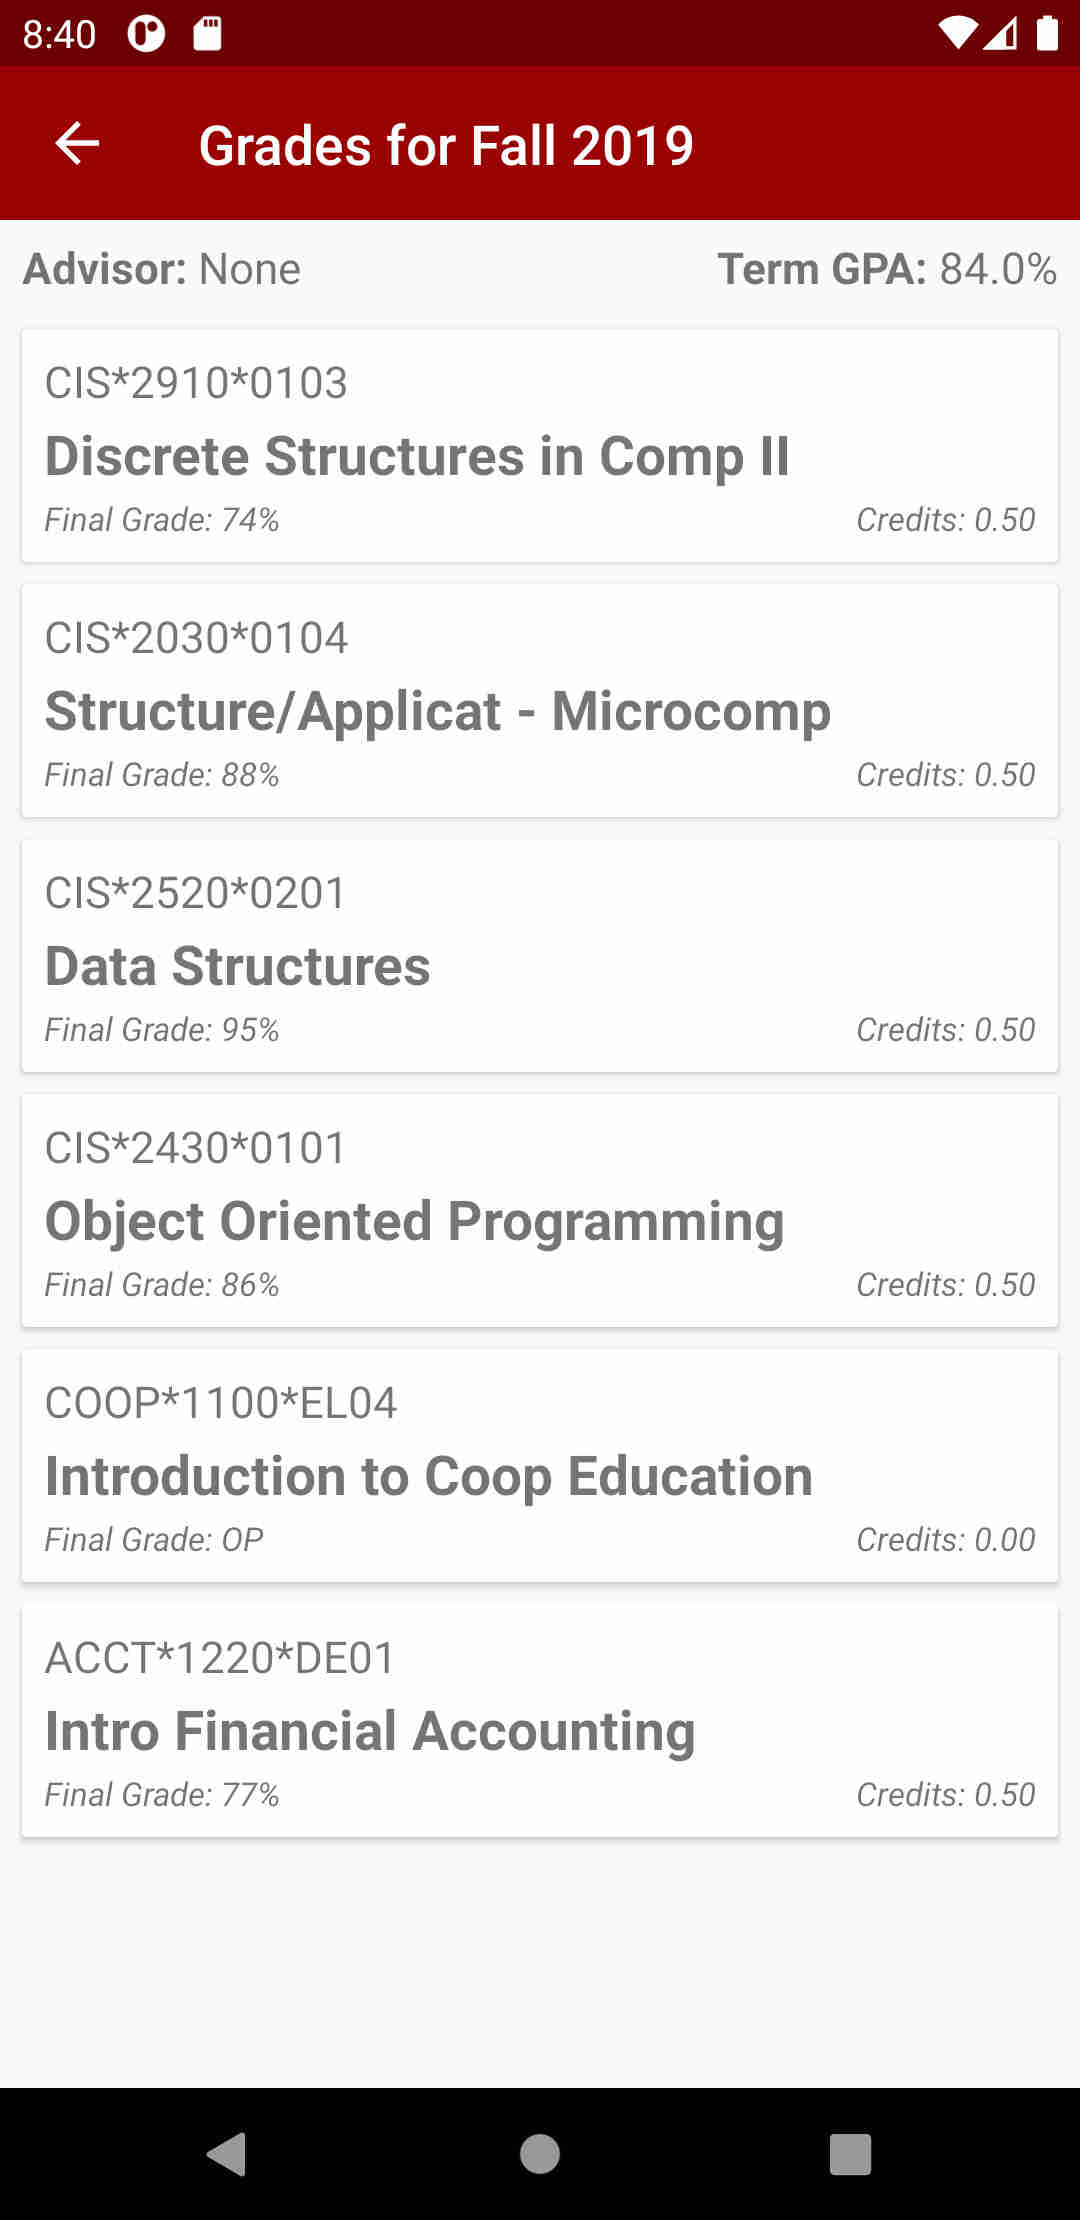 8:40
Grades for Fall 2019
Advisor: None Term GPA: 84.0%
CIS*2910*0103
Discrete Structures in Comp II
Final Grade: 74% Credits: 0.50
CIS*2030*0104
Structure/Applicat - Microcomp
Final Grade: 88% Credits: 0.50
CIS*2520*0201
Data Structures
Final Grade: 95% Credits: 0.50
CIS*2430*0101
Object Oriented Programming
Final Grade: 86% Credits: 0.50
COOP*1100*EL04
Introduction to Coop Education
Final Grade: OP Credits: 0.00
ACCT*1220*DE01
Intro Financial Accounting
Final Grade: 77% Credits: 0.50